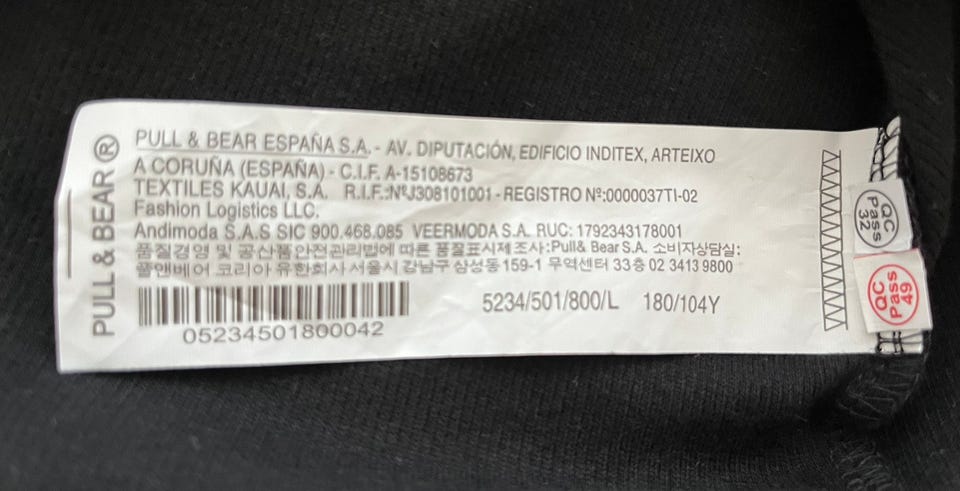 PULL & BEAR®
PULL & BEAR ESPAÑA S.A. - AV. DIPUTACIÓN, EDIFICIO INDITEX, ARTEIXO
A CORUÑA (ESPAÑA) - C.I.F. A-15108673
TEXTILES KAUAI, S.A. R.I.F.:NºJ308101001 - REGISTRO Nº:0000037TI-02
Fashion Logistics LLC.
Andimoda S.A.S SIC 900.468.085 VEERMODA S.A. RUC: 1792343178001
품질경영 및 공산품안전관리법에 따른 품질표시제조사:Pull& Bear S.A. 소비자상담실:
풀앤베어 코리아 유한회사 서울시 강남구 삼성동 159-1 무역센터 33층 02 3413 9800
05234501800042
5234/501/800/L 180/104Y
QC Pass 32
QC Pass 49